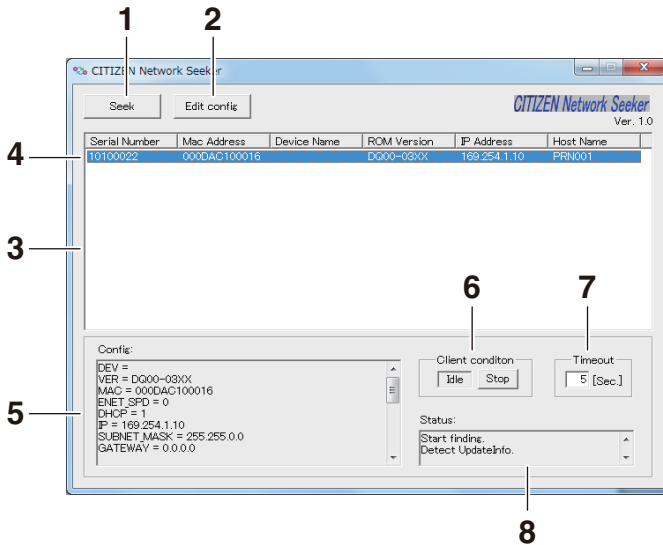 1 2
CITIZEN Network Seeker
Seek Edit config CITIZEN Network Seeker
Ver. 1.0
Serial Number Mac Address Device Name ROM Version IP Address Host Name
4 10100022 000DAC100016 DQ00-03XX 169.254.1.10 PRN001
3
6 7
Config: Client conditon Timeout
DEV =
VER = DQ00-03XX
MAC = 000DAC100016
Idle Stop 5 [Sec.]
ENET_SPD = 0
DHCP = 1
5 IP = 169.254.1.10
SUBNET_MASK = 255.255.0.0
GATEWAY = 0.0.0.0
Status:
Start finding.
Detect UpdateInfo.
8